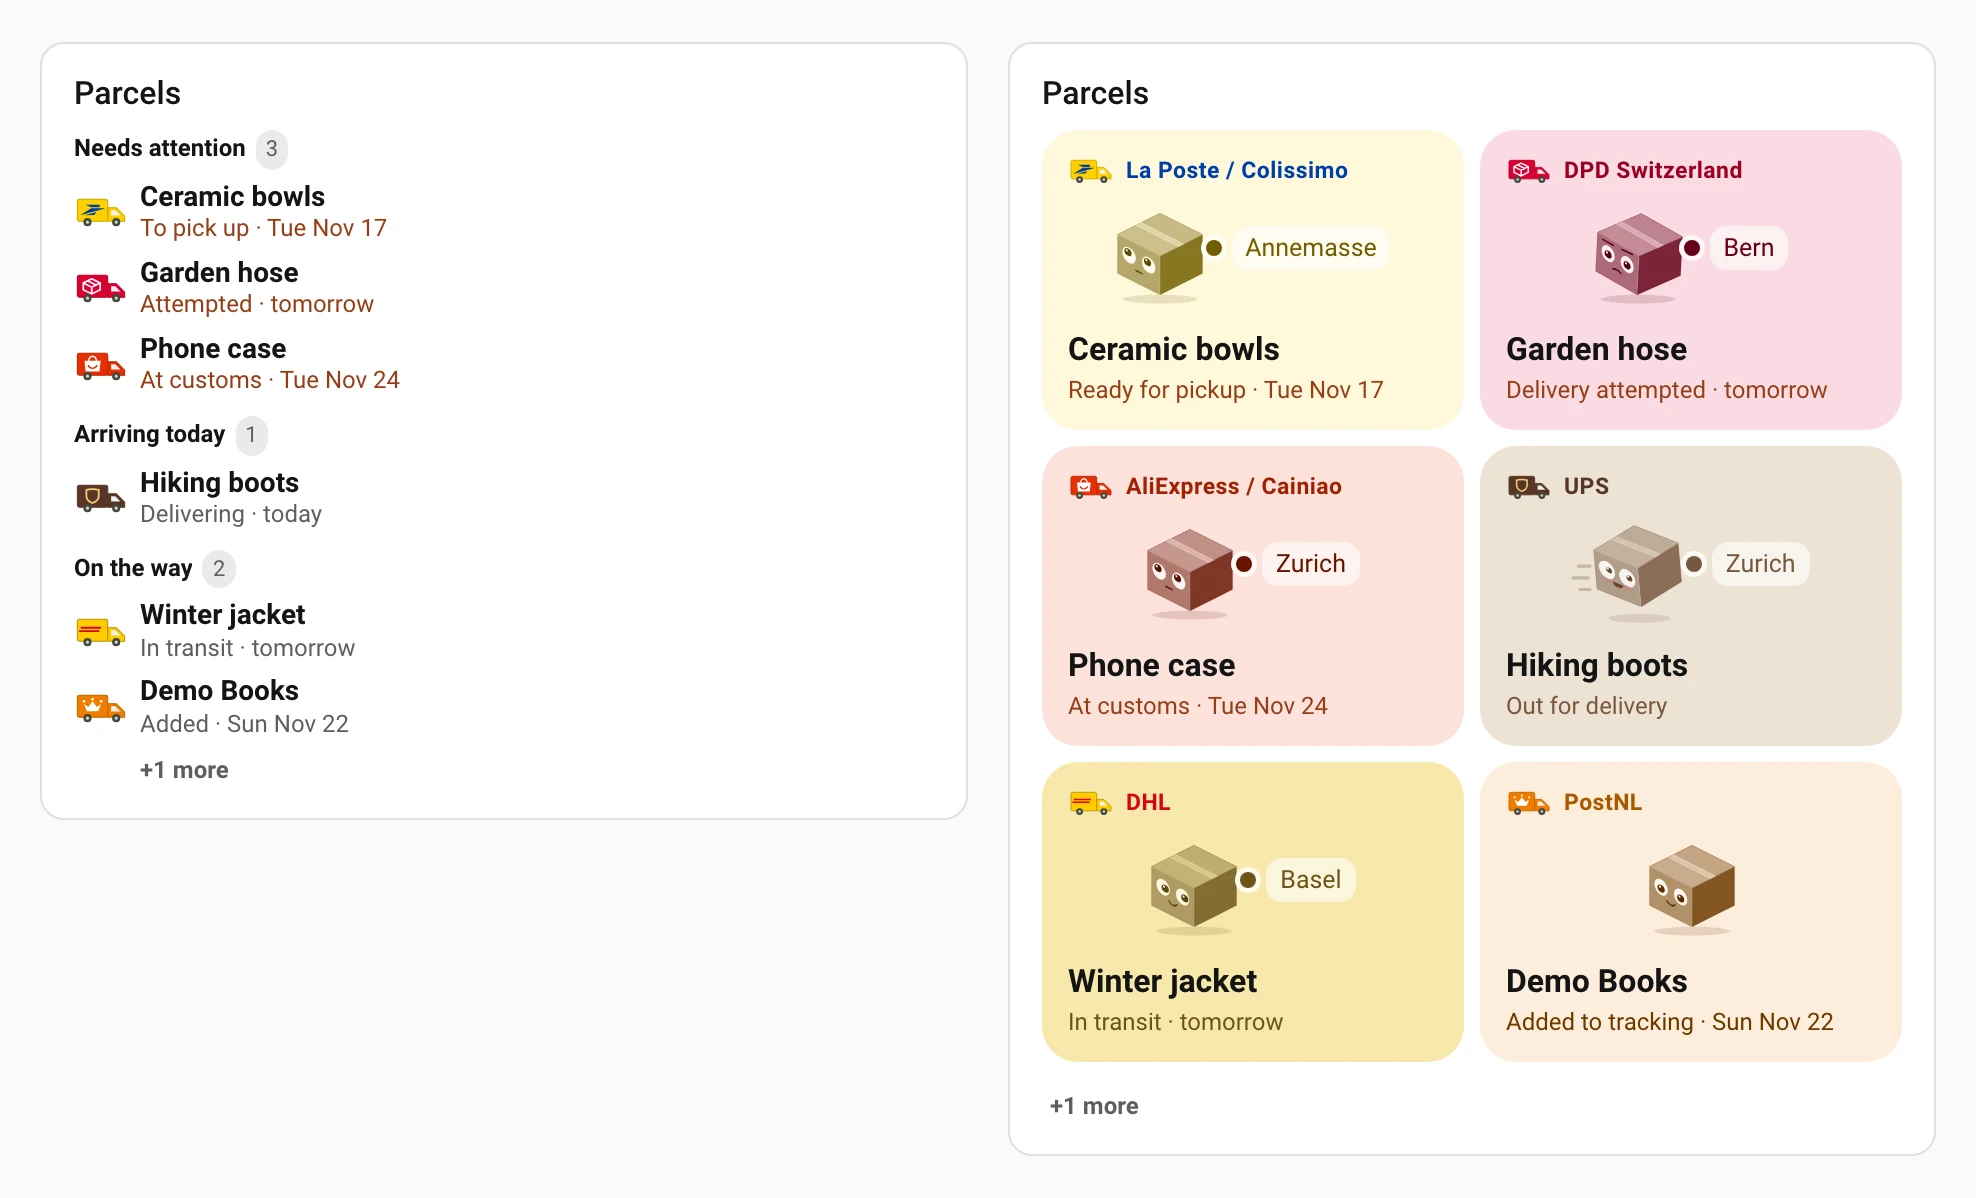 Parcels
Needs attention 3
Ceramic bowls
To pick up · Tue Nov 17
Garden hose
Attempted · tomorrow
Phone case
At customs · Tue Nov 24
Arriving today 1
Hiking boots
Delivering · today
On the way 2
Winter jacket
In transit · tomorrow
Demo Books
Added · Sun Nov 22
+1 more
Parcels
La Poste / Colissimo
Annemasse
Ceramic bowls
Ready for pickup · Tue Nov 17
DPD Switzerland
Bern
Garden hose
Delivery attempted · tomorrow
AliExpress / Cainiao
Zurich
Phone case
At customs · Tue Nov 24
UPS
Zurich
Hiking boots
Out for delivery
DHL
Basel
Winter jacket
In transit · tomorrow
PostNL
Demo Books
Added to tracking · Sun Nov 22
+1 more